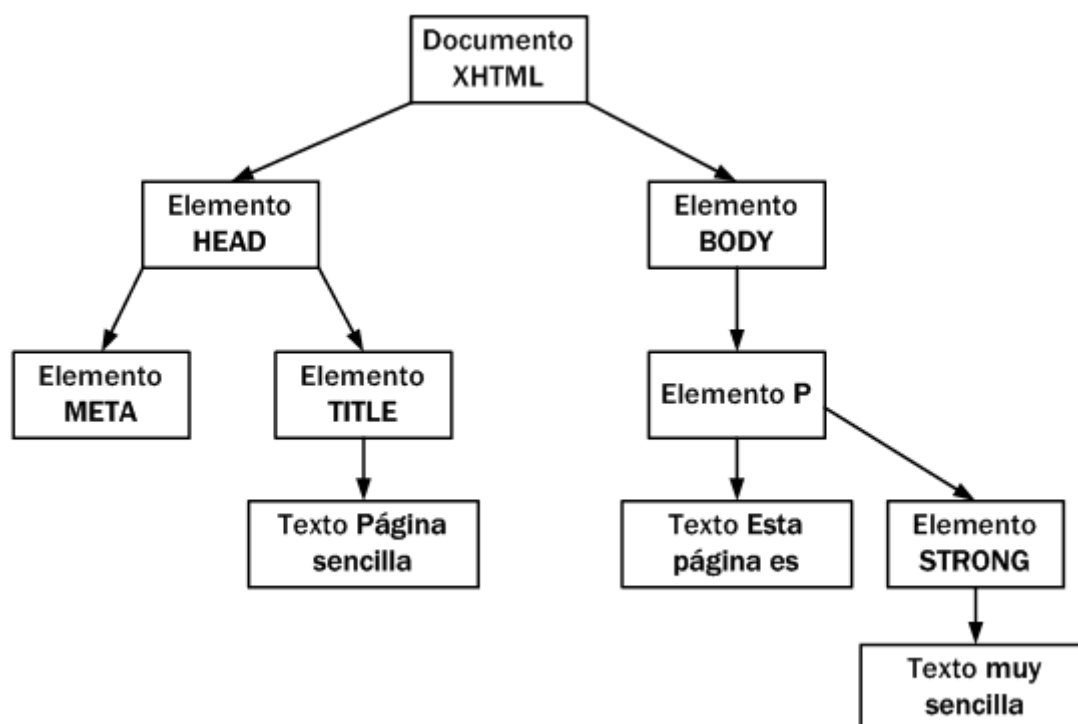 Documento
XHTML
Elemento
HEAD
Elemento
BODY
Elemento
META
Elemento
TITLE
Elemento P
Texto Página
sencilla
Texto Esta
página es
Elemento
STRONG
Texto muy
sencilla